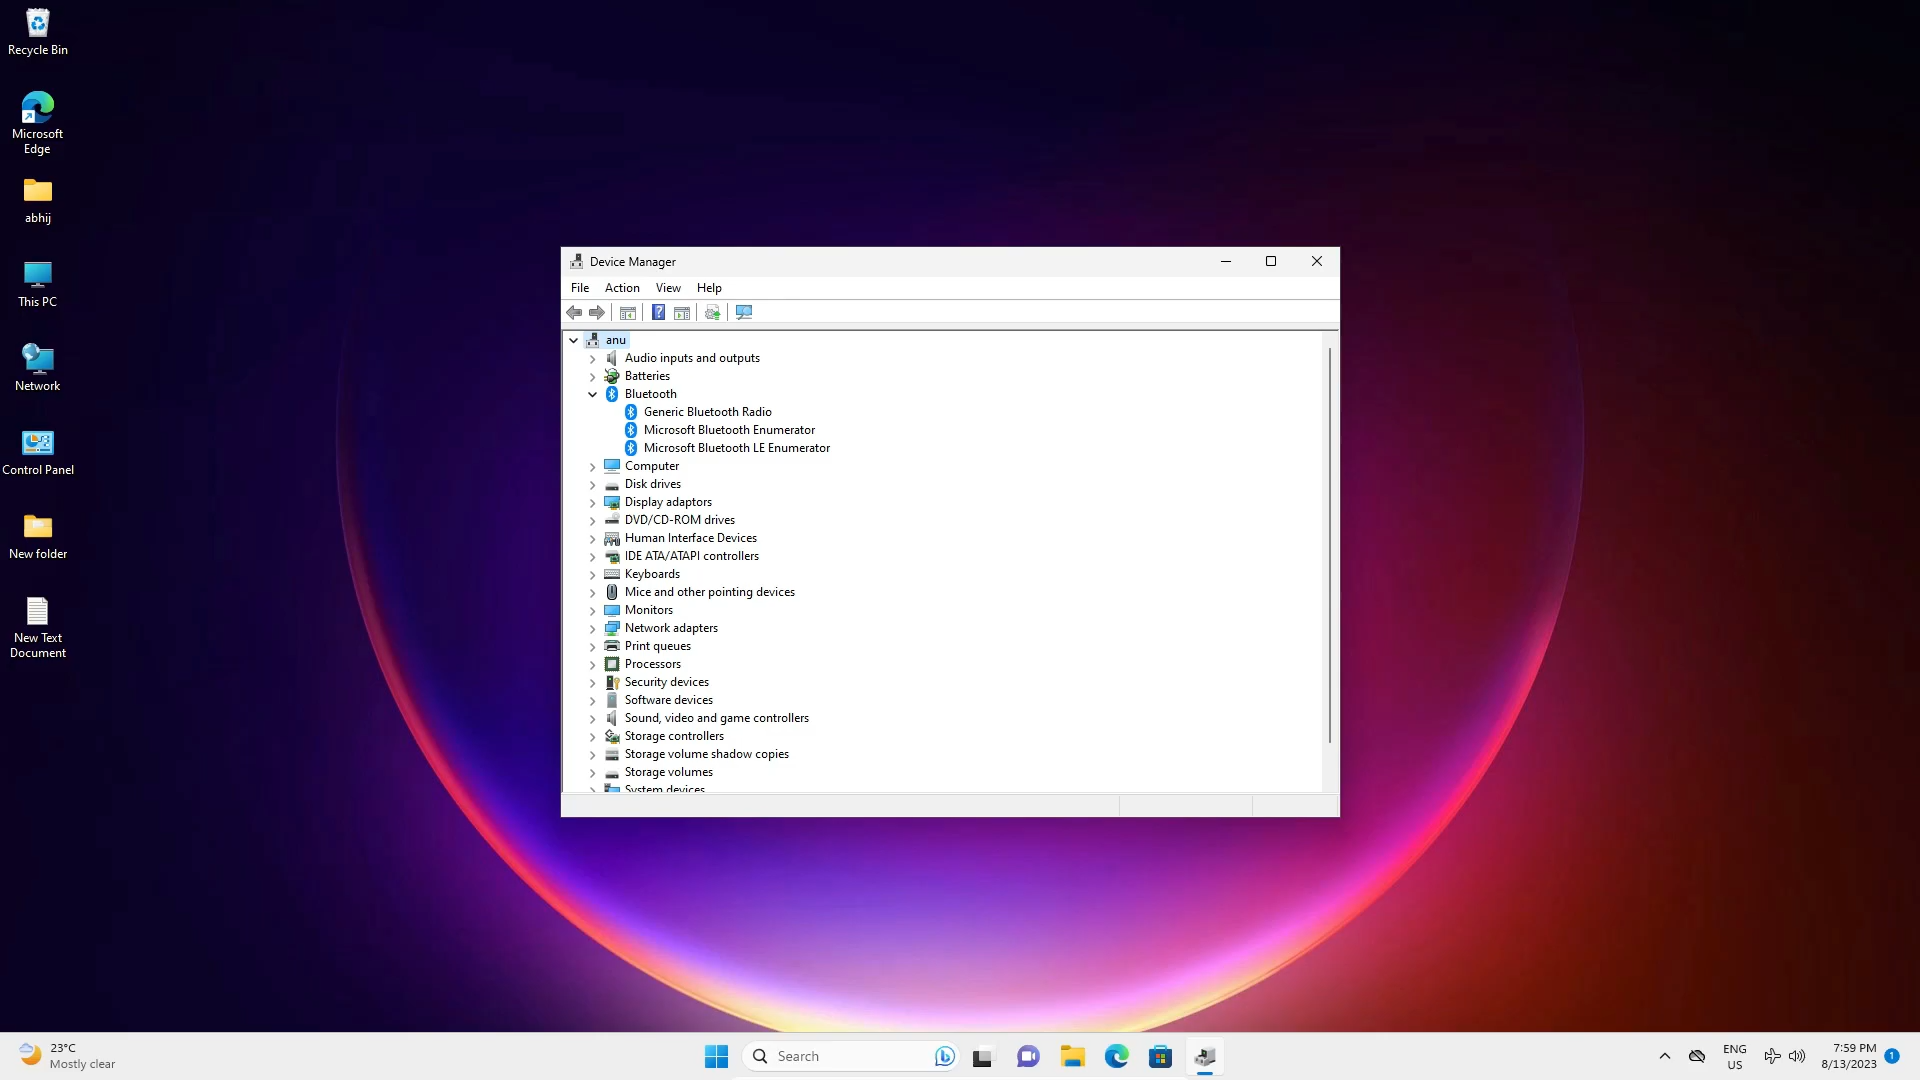 Recycle Bin
Microsoft
Edge
abhij
This PC
Network
Control Panel
New folder
New Text
Document
Device Manager
File Action View Help
anu
Audio inputs and outputs
Batteries
Bluetooth
Generic Bluetooth Radio
Microsoft Bluetooth Enumerator
Microsoft Bluetooth LE Enumerator
Computer
Disk drives
Display adaptors
DVD/CD-ROM drives
Human Interface Devices
IDE ATA/ATAPI controllers
Keyboards
Mice and other pointing devices
Monitors
Network adapters
Print queues
Processors
Security devices
Software devices
Sound, video and game controllers
Storage controllers
Storage volume shadow copies
Storage volumes
System devices
23°C
Mostly clear
Search
ENG
US
7:59 PM
8/13/2023
1